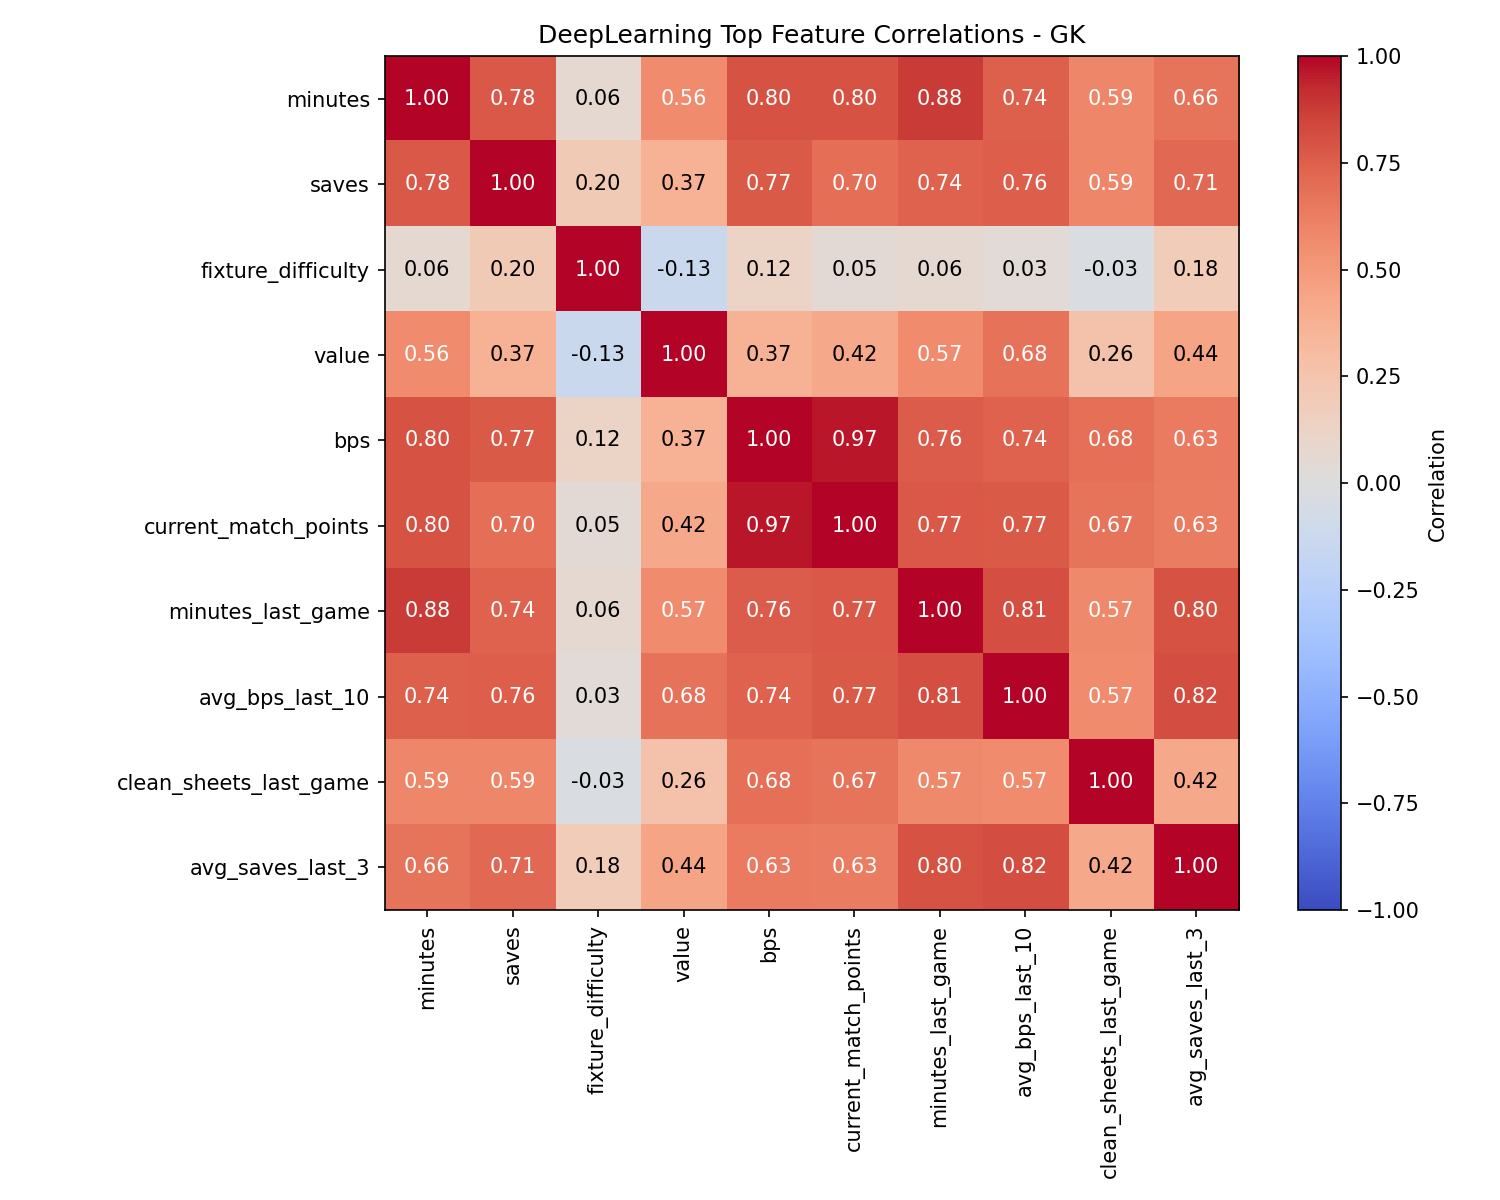 DeepLearning Top Feature Correlations - GK
minutes 1.00 0.78 0.06 0.56 0.80 0.80 0.88 0.74 0.59 0.66
saves 0.78 1.00 0.20 0.37 0.77 0.70 0.74 0.76 0.59 0.71
fixture_difficulty 0.06 0.20 1.00 -0.13 0.12 0.05 0.06 0.03 -0.03 0.18
value 0.56 0.37 -0.13 1.00 0.37 0.42 0.57 0.68 0.26 0.44
bps 0.80 0.77 0.12 0.37 1.00 0.97 0.76 0.74 0.68 0.63
current_match_points 0.80 0.70 0.05 0.42 0.97 1.00 0.77 0.77 0.67 0.63
minutes_last_game 0.88 0.74 0.06 0.57 0.76 0.77 1.00 0.81 0.57 0.80
avg_bps_last_10 0.74 0.76 0.03 0.68 0.74 0.77 0.81 1.00 0.57 0.82
clean_sheets_last_game 0.59 0.59 -0.03 0.26 0.68 0.67 0.57 0.57 1.00 0.42
avg_saves_last_3 0.66 0.71 0.18 0.44 0.63 0.63 0.80 0.82 0.42 1.00
minutes
saves
fixture_difficulty
value
bps
current_match_points
minutes_last_game
avg_bps_last_10
clean_sheets_last_game
avg_saves_last_3
1.00
0.75
0.50
0.25
0.00
−0.25
−0.50
−0.75
−1.00
Correlation